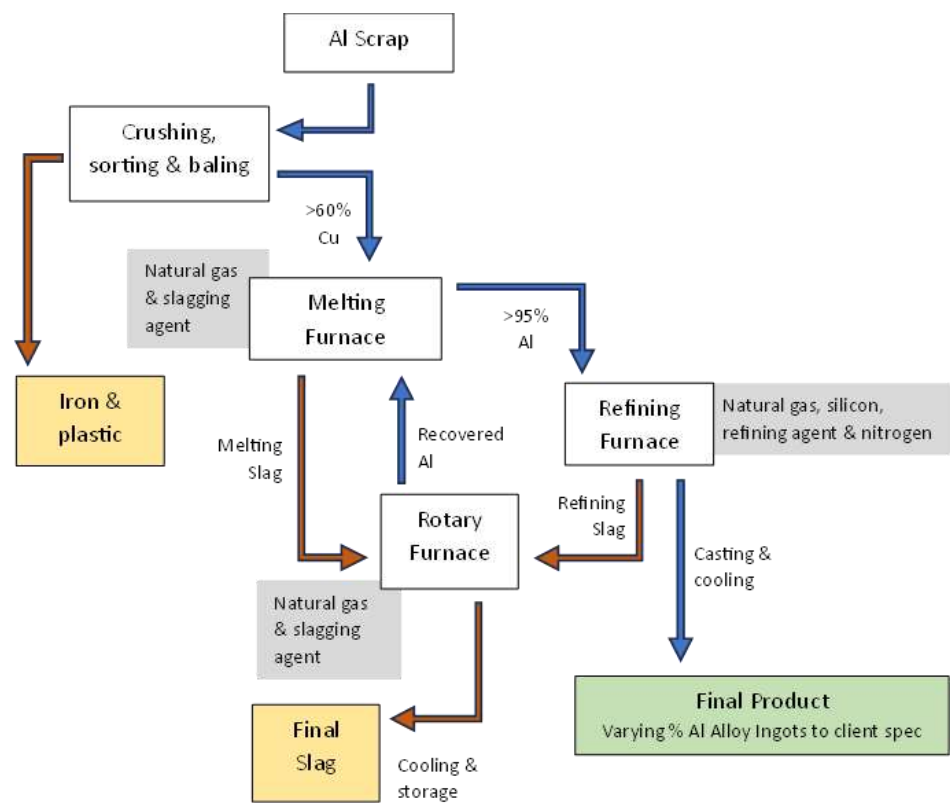 Al Scrap
Crushing,
sorting & baling
>60%
Cu
Natural gas
& slagging
agent
Melting
Furnace
>95%
Al
Iron &
plastic
Refining
Furnace
Natural gas, silicon,
refining agent & nitrogen
Melting
Slag
Recovered
Al
Rotary
Furnace
Refining
Slag
Casting &
cooling
Natural gas
& slagging
agent
Final
Slag
Cooling &
storage
Final Product
Varying % Al Alloy Ingots to client spec